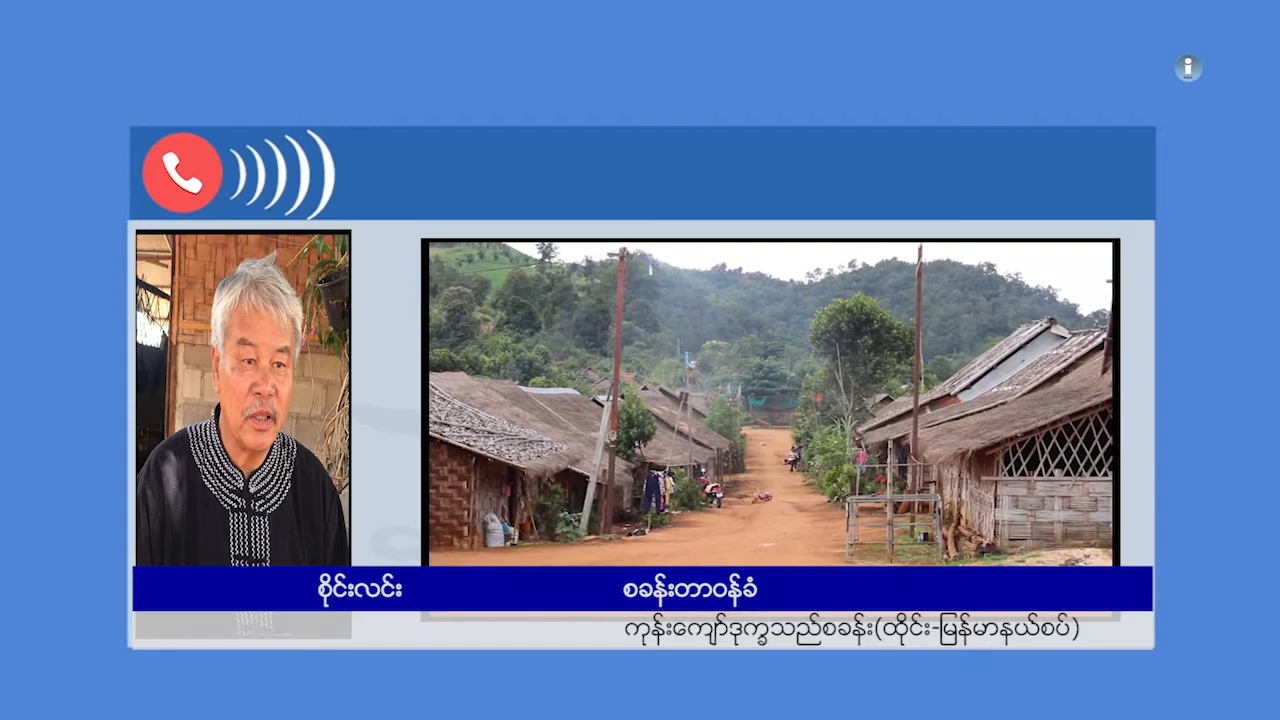 စိုင်းလင်း
စခန်းတာဝန်ခံ
ကုန်းကျော်ဒုက္ခသည်စခန်း(ထိုင်း-မြန်မာနယ်စပ်)